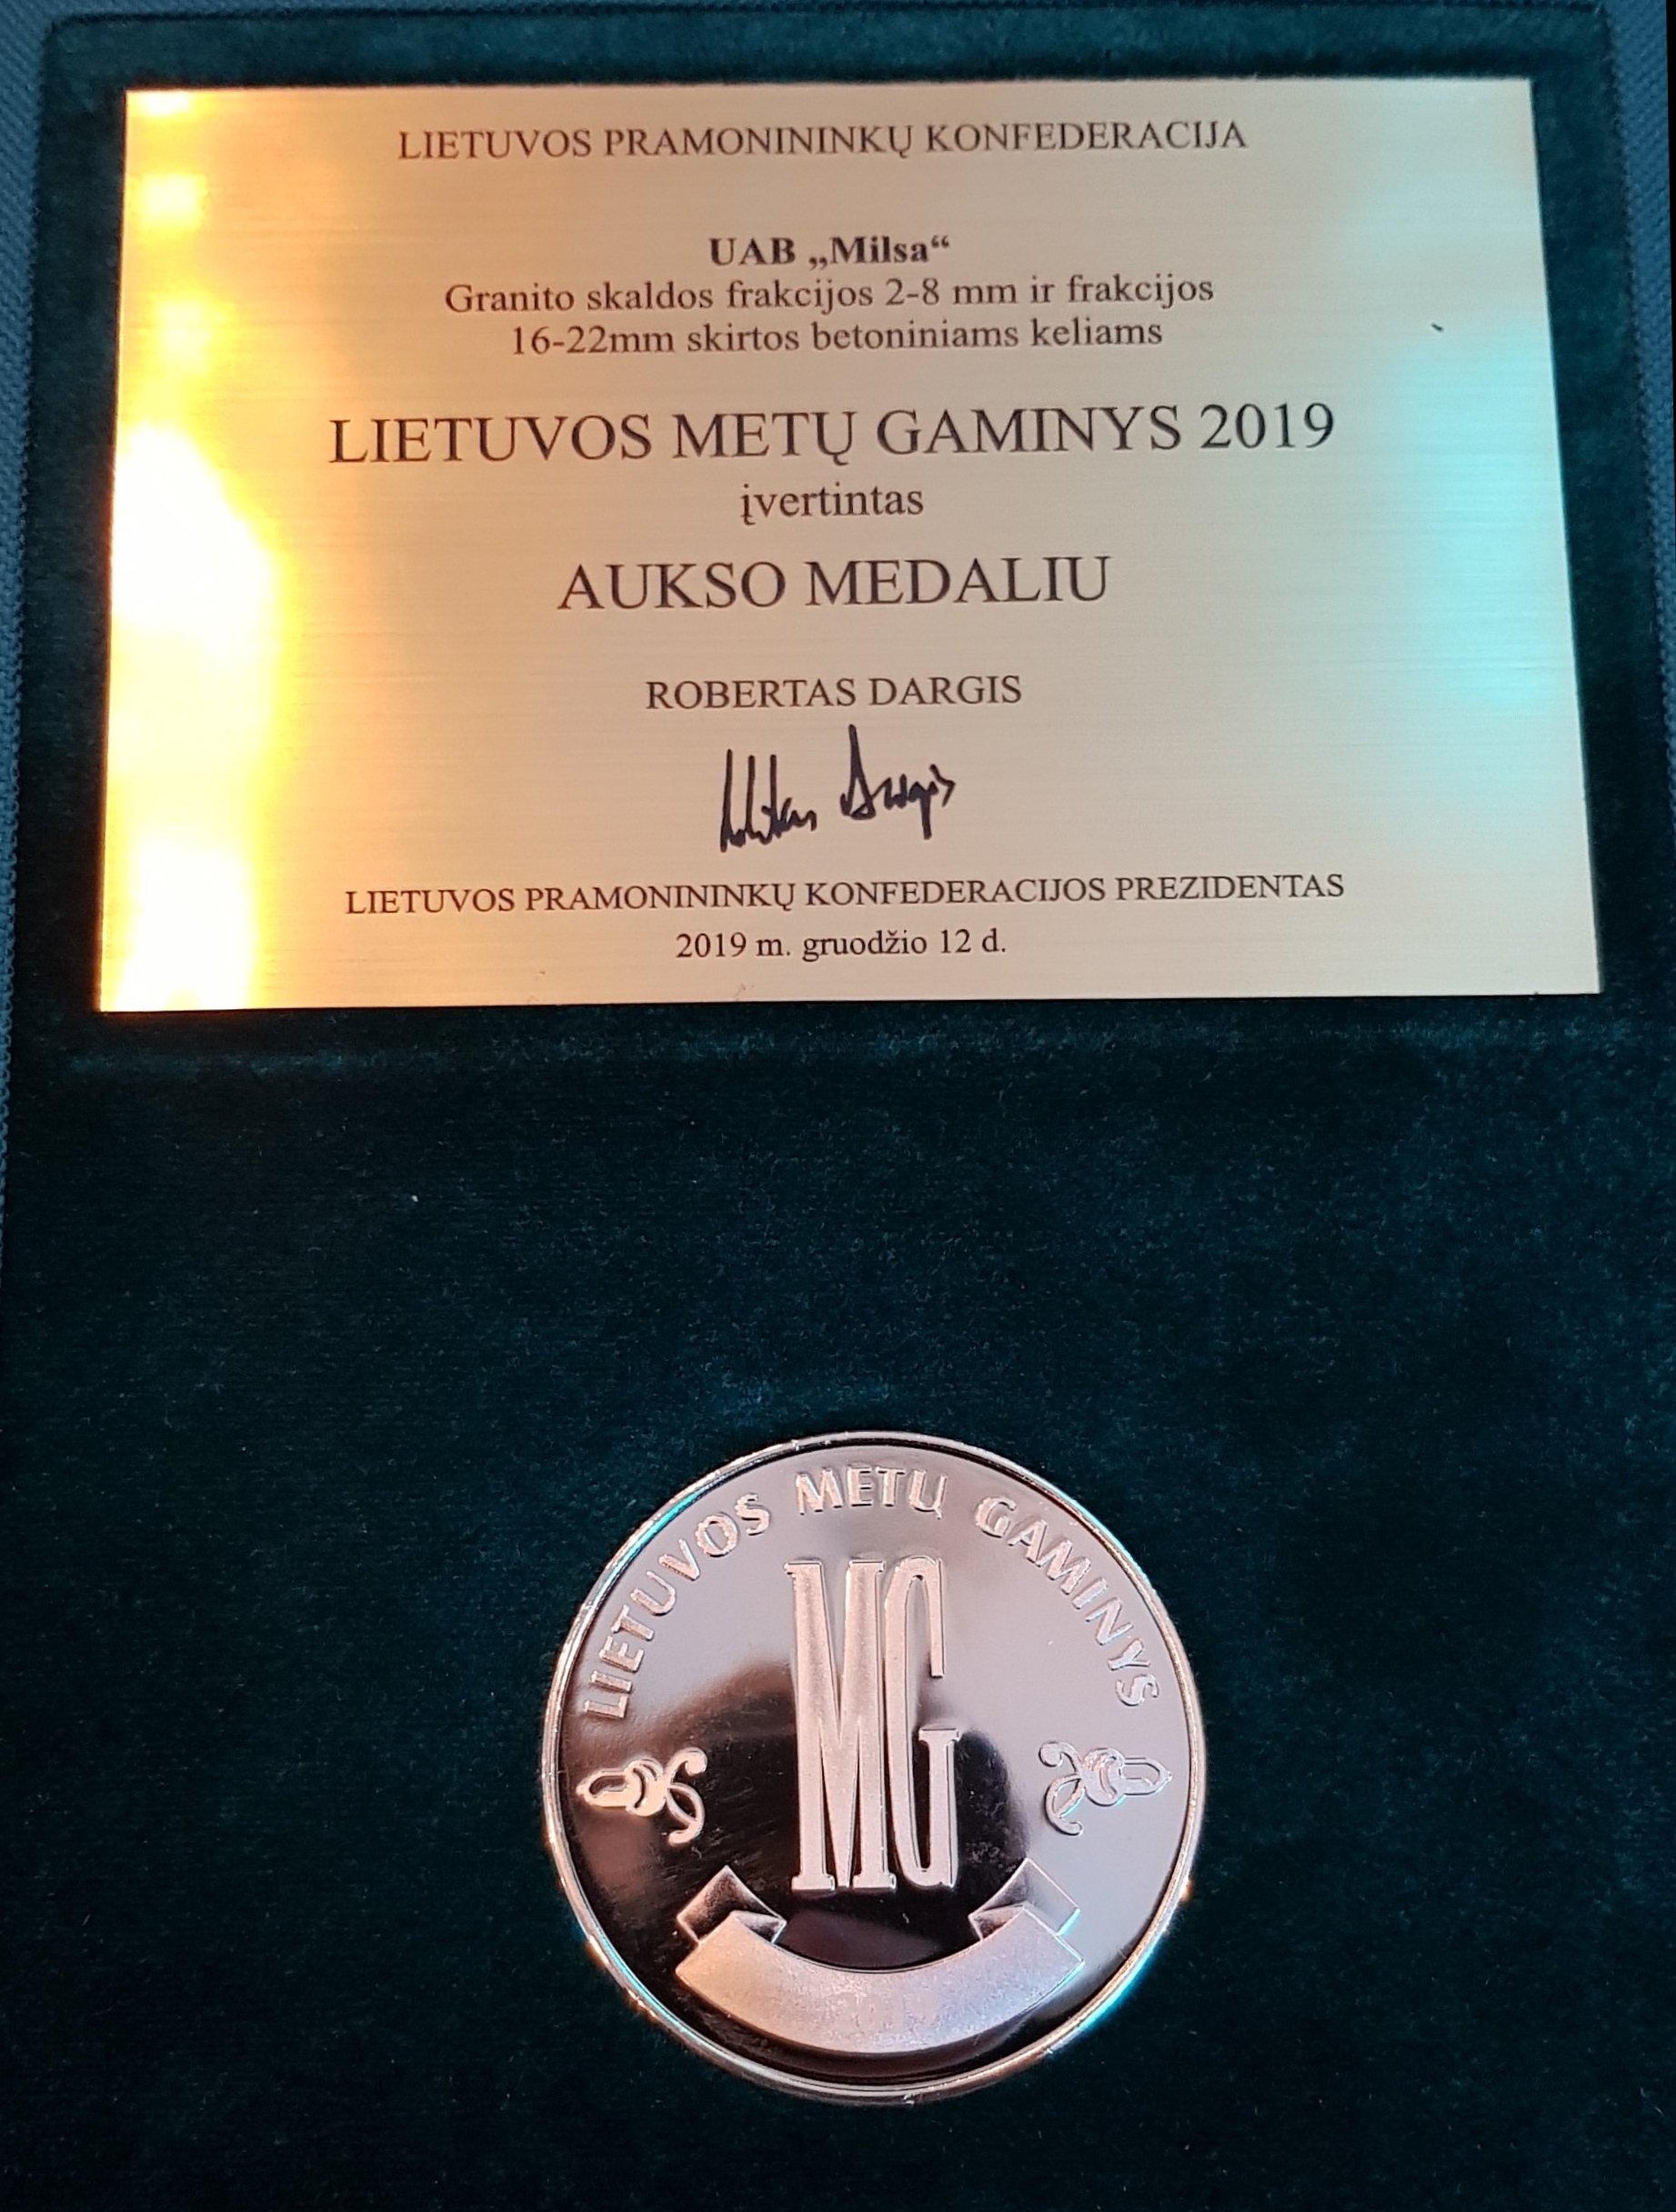 LIETUVOS PRAMONININKŲ KONFEDERACIJA
UAB „Milsa“
Granito skaldos frakcijos 2-8 mm ir frakcijos
16-22mm skirtos betoniniams keliams
LIETUVOS METŲ GAMINYS 2019
įvertintas
AUKSO MEDALIU
ROBERTAS DARGIS
LIETUVOS PRAMONININKŲ KONFEDERACIJOS PREZIDENTAS
2019 m. gruodžio 12 d.
LIETUVOS METŲ GAMINYS
MG